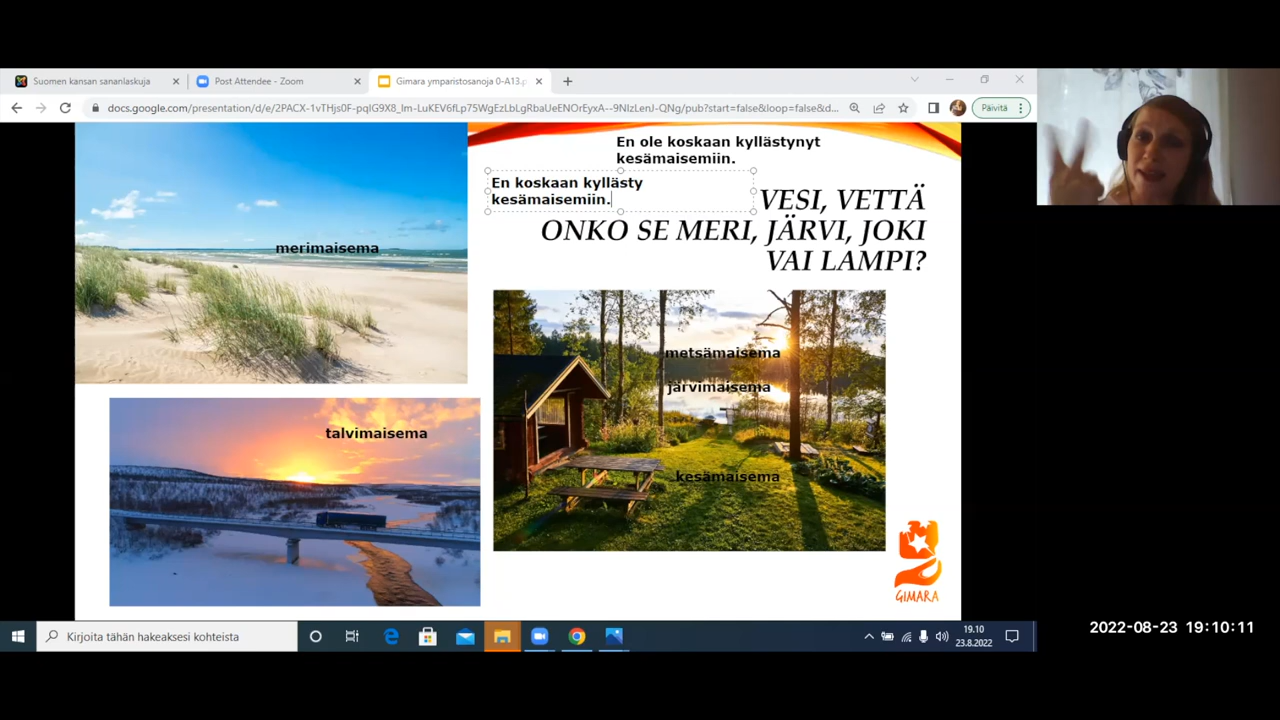 Suomen kansan sananlaskuja
Post Attendee - Zoom
Gimara ymparistosanoja 0-A13.p
docs.google.com/presentation/d/e/2PACX-1vTHjs0F-pqIG9X8_Im-LuKEV6fLp75WgEzLbLgRbaUeENOrEyxA--9NIzLenJ-QNg/pub?start=false&loop=false&d...
Päivitä
En ole koskaan kyllästynyt
kesämaisemiin.
En koskaan kyllästy
kesämaisemiin.
VESI, VETTÄ
ONKO SE MERI, JÄRVI, JOKI
VAI LAMPI?
merimaisema
metsämaisema
järvimaisema
talvimaisema
kesämaisema
GIMARA
Kirjoita tähän hakeaksesi kohteista
19.10
23.8.2022
2022-08-23 19:10:11